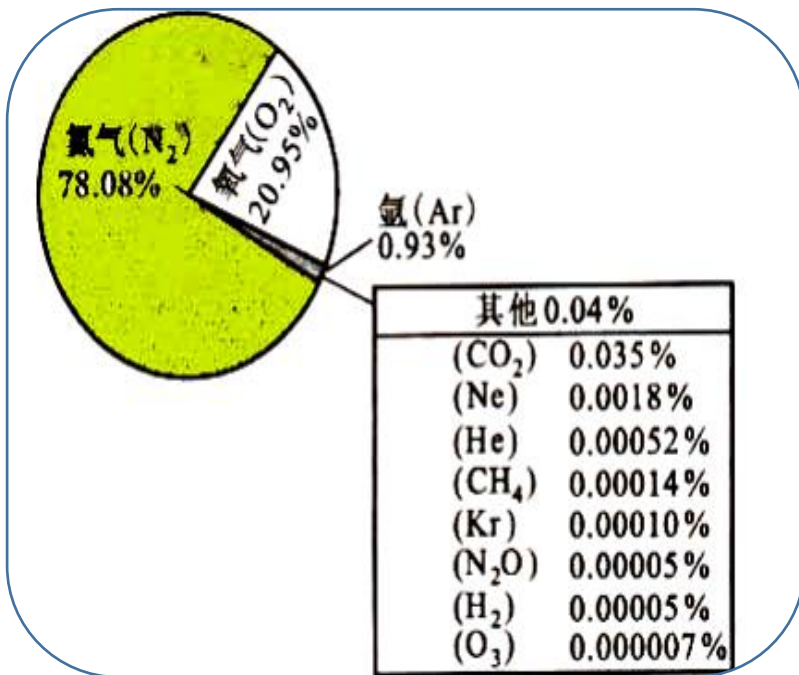 氮气(N₂)
78.08%
氧气(O₂)
20.95%
氩(Ar)
0.93%
其他0.04%
(CO₂) 0.035%
(Ne) 0.0018%
(He) 0.00052%
(CH₄) 0.00014%
(Kr) 0.00010%
(N₂O) 0.00005%
(H₂) 0.00005%
(O₃) 0.000007%